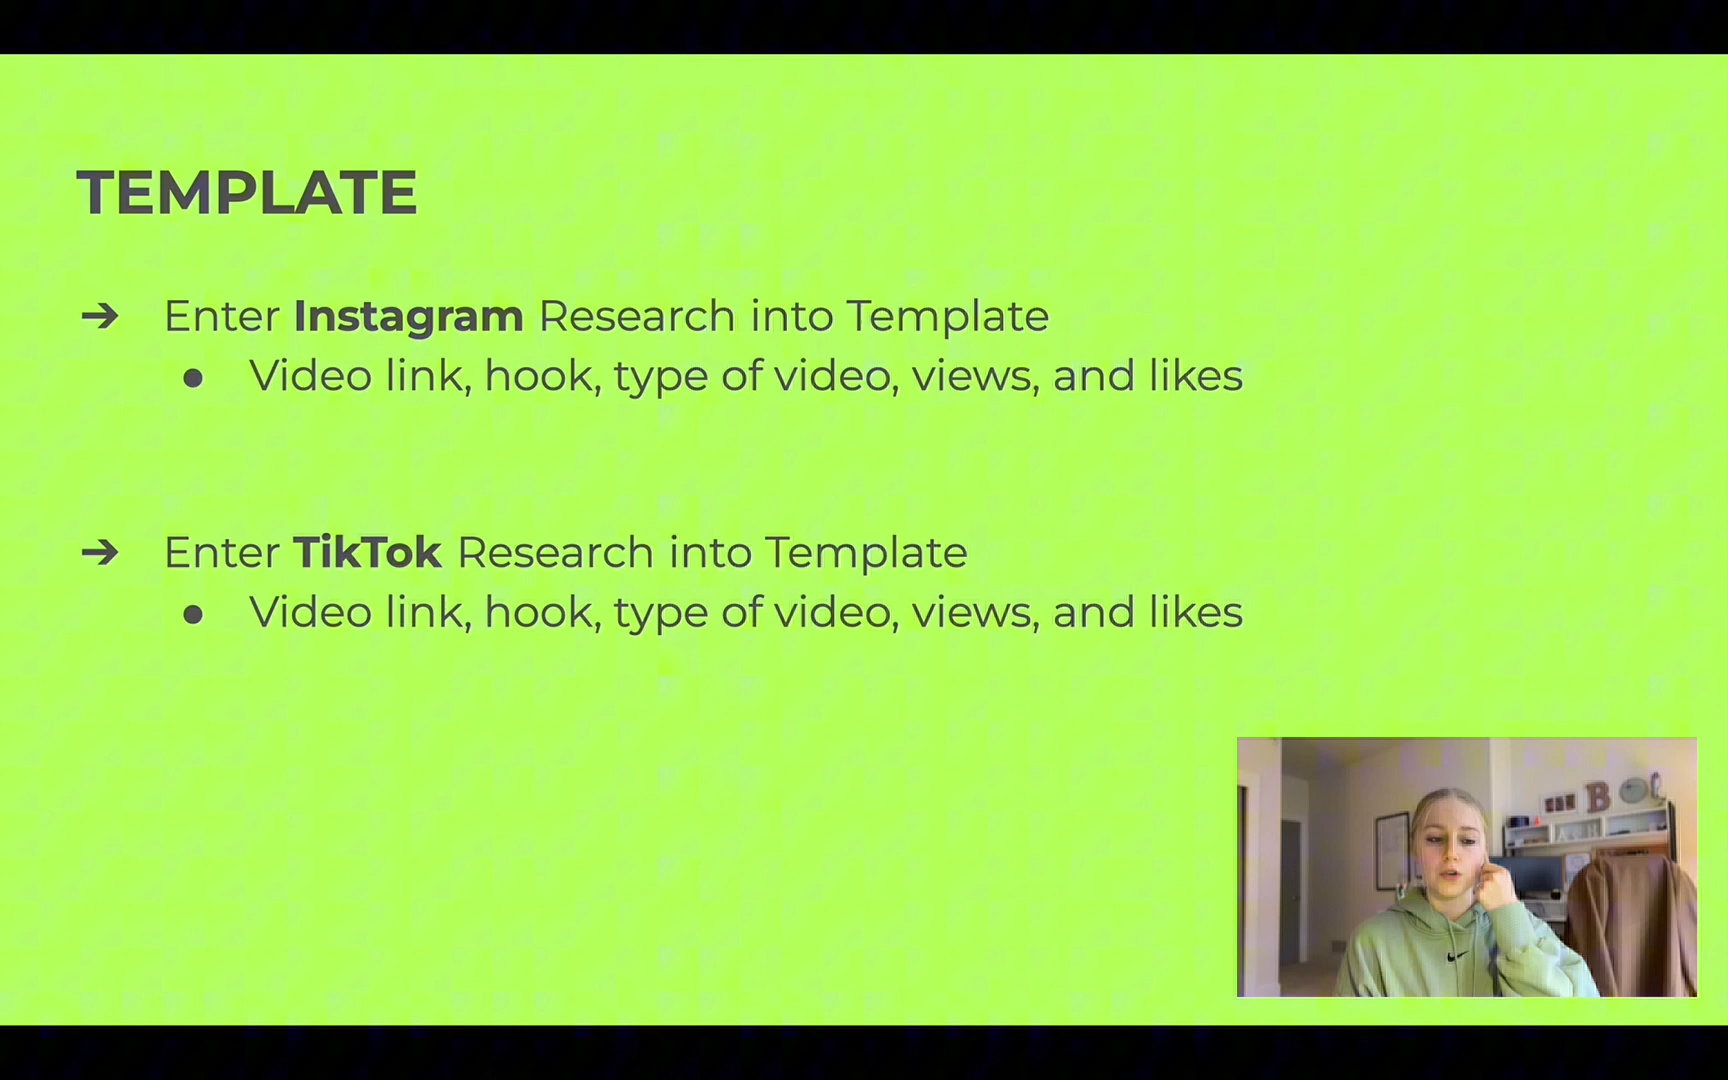 TEMPLATE
➔ Enter Instagram Research into Template
● Video link, hook, type of video, views, and likes
➔ Enter TikTok Research into Template
● Video link, hook, type of video, views, and likes
B